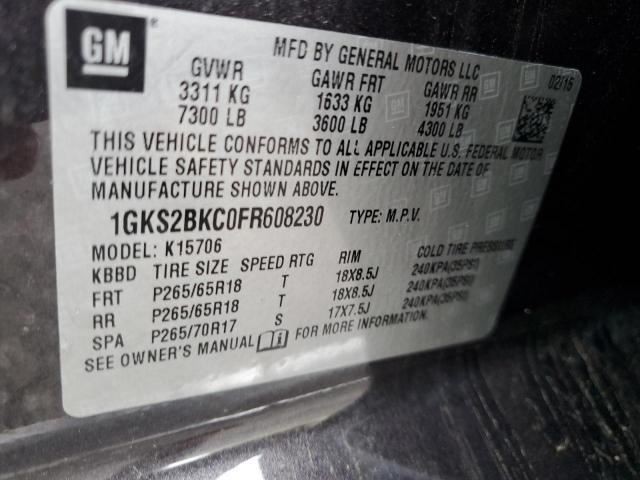 GM
MFD BY GENERAL MOTORS LLC
02/16
GVWR GAWR FRT GAWR RR
3311 KG 1633 KG 1951 KG
7300 LB 3600 LB 4300 LB
THIS VEHICLE CONFORMS TO ALL APPLICABLE U.S. FEDERAL MOTOR
VEHICLE SAFETY STANDARDS IN EFFECT ON THE DATE OF
MANUFACTURE SHOWN ABOVE.
1GKS2BKC0FR608230 TYPE: M.P.V.
MODEL: K15706
KBBD TIRE SIZE SPEED RTG RIM COLD TIRE PRESSURE
FRT P265/65R18 T 18X8.5J 240KPA(35PSI)
RR P265/65R18 T 18X8.5J 240KPA(35PSI)
SPA P265/70R17 S 17X7.5J 240KPA(35PSI)
SEE OWNER'S MANUAL FOR MORE INFORMATION.